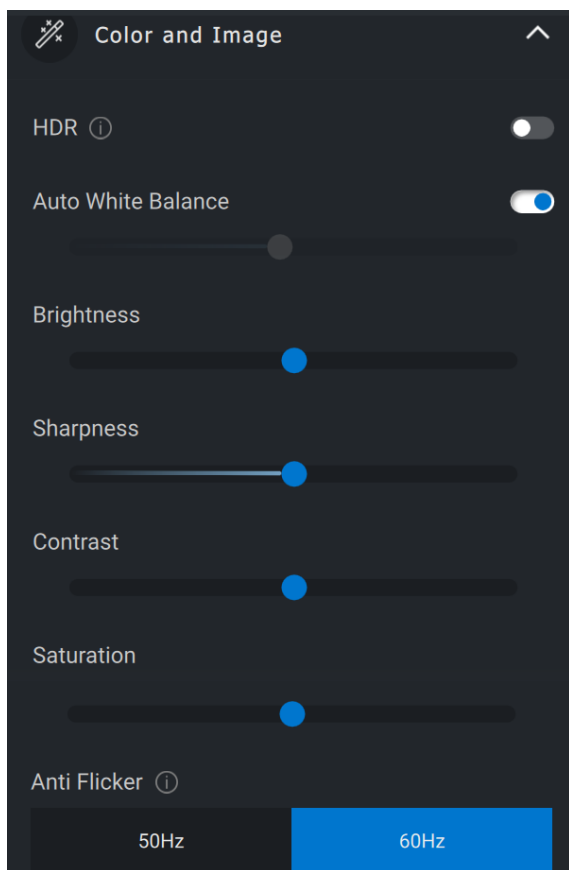 Color and Image
HDR
Auto White Balance
Brightness
Sharpness
Contrast
Saturation
Anti Flicker
50Hz 60Hz